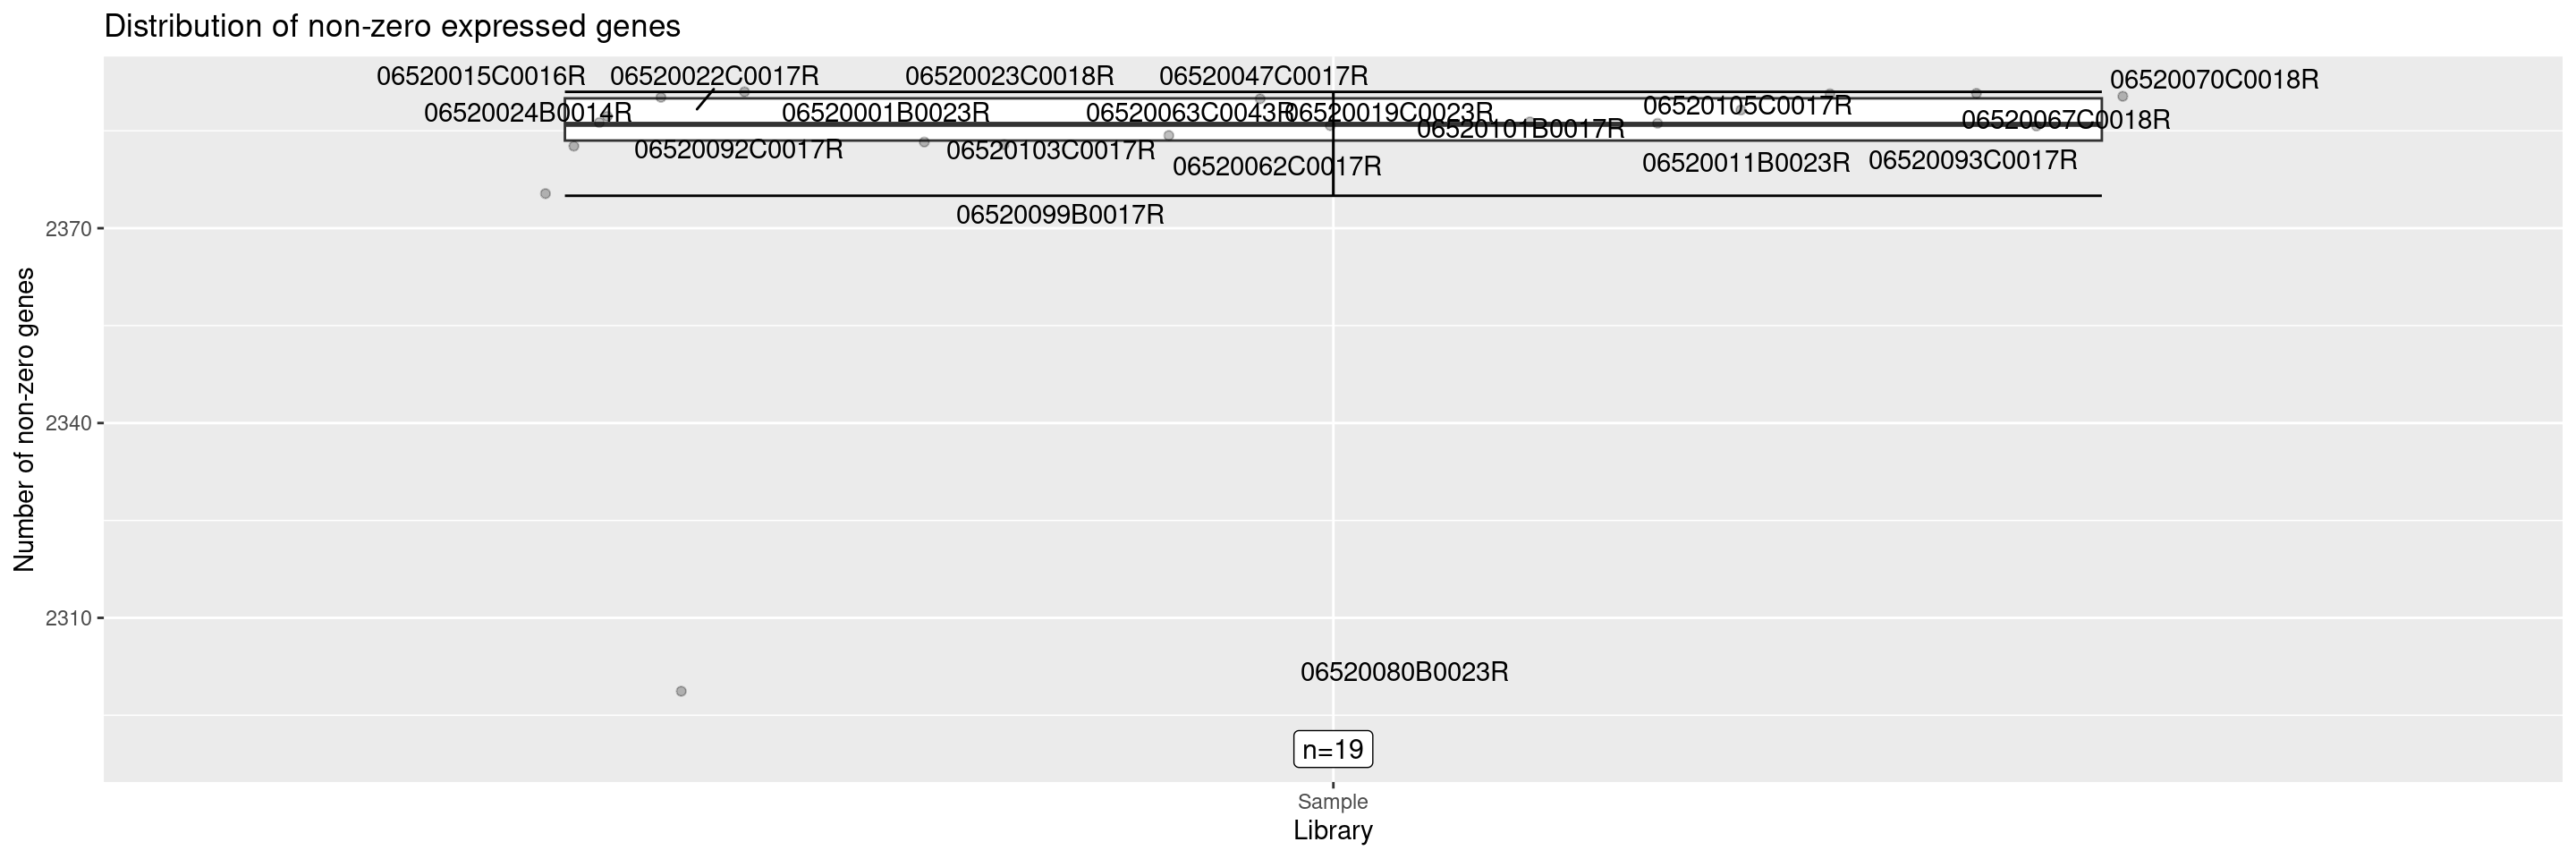 Distribution of non-zero expressed genes
06520015C0016R 06520022C0017R 06520023C0018R 06520047C0017R 06520070C0018R
06520024B0014R 06520001B0023R 06520063C0043R 06520019C0023R 06520105C0017R 06520067C0018R
06520101B0017R
06520092C0017R 06520103C0017R 06520062C0017R 06520011B0023R 06520093C0017R
06520099B0017R
2370
2340
2310
Number of non-zero genes
06520080B0023R
n=19
Sample
Library